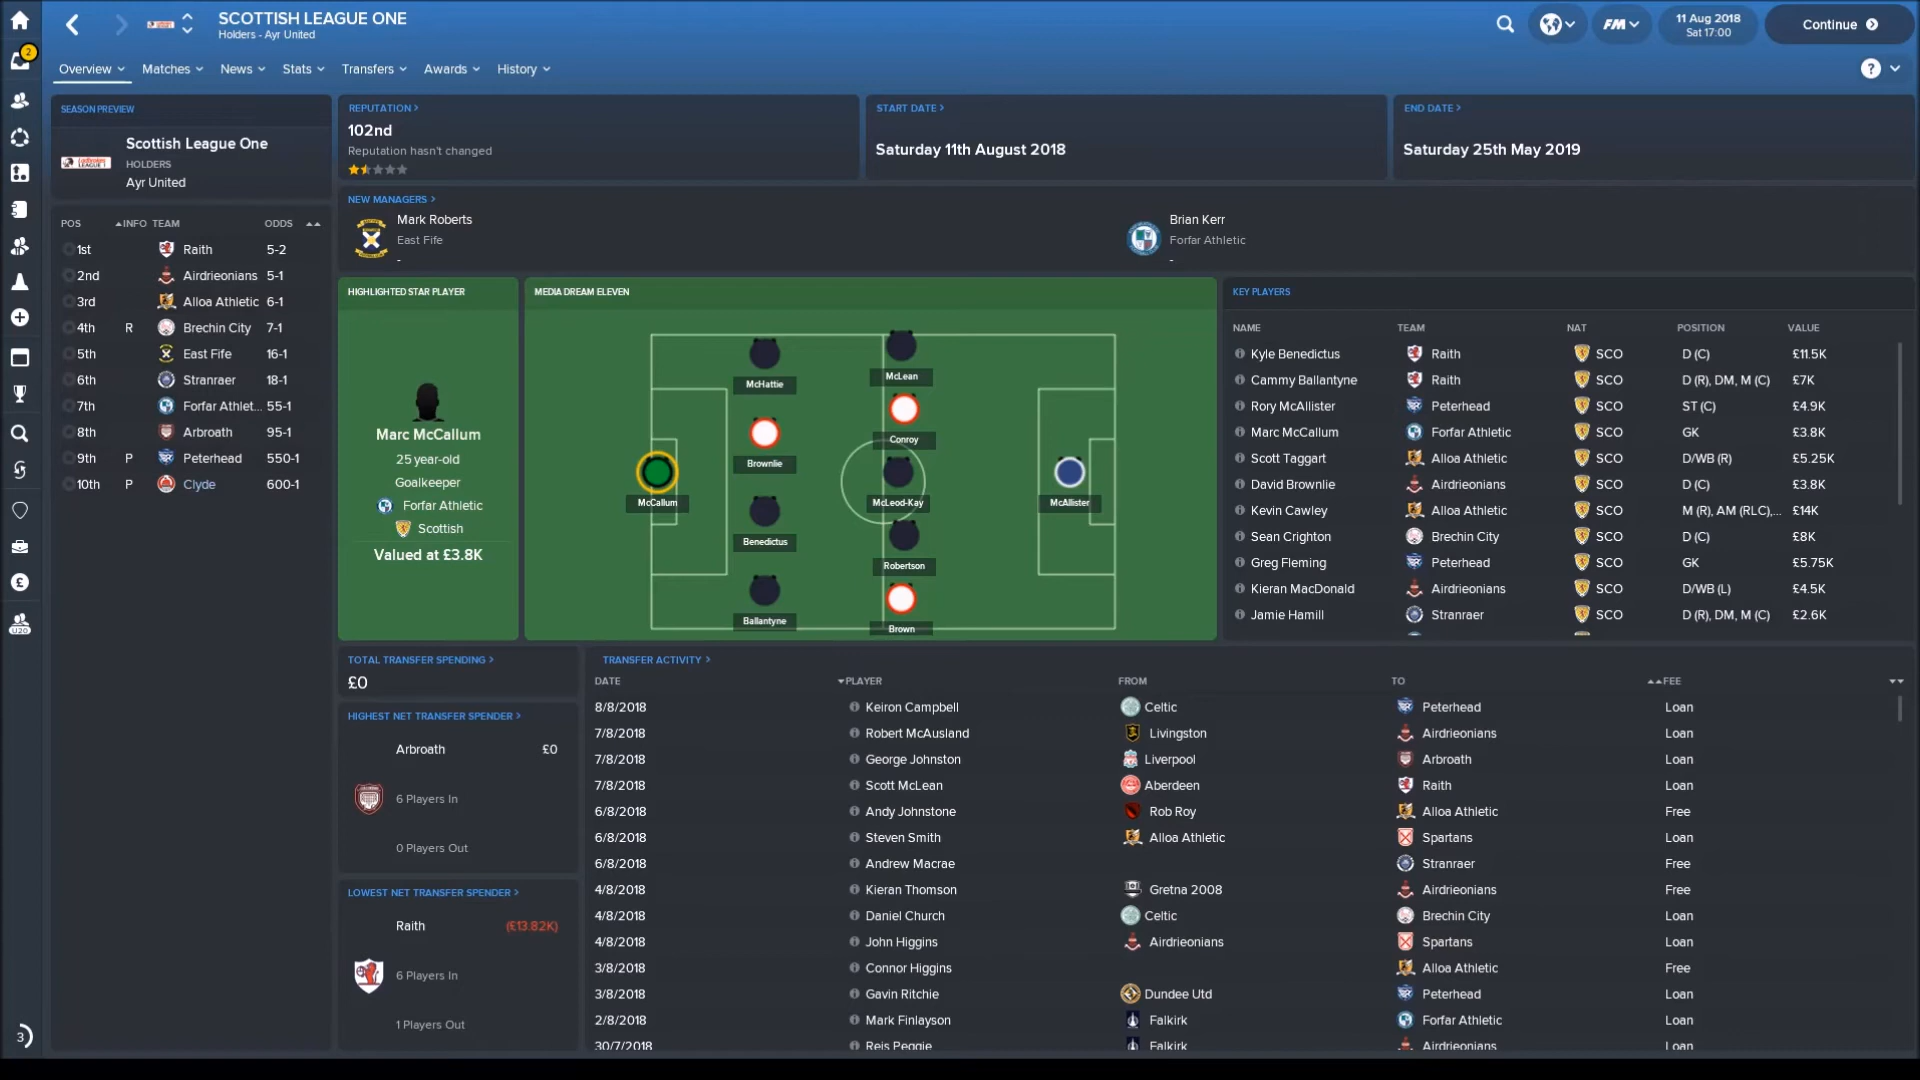 SCOTTISH LEAGUE ONE
Holders - Ayr United
FM
11 Aug 2018
Sat 17:00
Continue
2
Overview
Matches
News
Stats
Transfers
Awards
History
?
SEASON PREVIEW
Scottish League One
HOLDERS
Ayr United
REPUTATION >
102nd
Reputation hasn't changed
START DATE >
Saturday 11th August 2018
END DATE >
Saturday 25th May 2019
NEW MANAGERS >
Mark Roberts
East Fife
-
Brian Kerr
Forfar Athletic
-
POS INFO TEAM ODDS
1st Raith 5-2
2nd Airdrieonians 5-1
3rd Alloa Athletic 6-1
4th R Brechin City 7-1
5th East Fife 16-1
6th Stranraer 18-1
7th Forfar Athlet... 55-1
8th Arbroath 95-1
9th P Peterhead 550-1
10th P Clyde 600-1
HIGHLIGHTED STAR PLAYER
Marc McCallum
25 year-old
Goalkeeper
Forfar Athletic
Scottish
Valued at £3.8K
MEDIA DREAM ELEVEN
McHattie
McLean
Brownlie
Conroy
McCallum
McLeod-Kay
McAllister
Benedictus
Robertson
Ballantyne
Brown
KEY PLAYERS
NAME TEAM NAT POSITION VALUE
Kyle Benedictus Raith SCO D (C) £11.5K
Cammy Ballantyne Raith SCO D (R), DM, M (C) £7K
Rory McAllister Peterhead SCO ST (C) £4.9K
Marc McCallum Forfar Athletic SCO GK £3.8K
Scott Taggart Alloa Athletic SCO D/WB (R) £5.25K
David Brownlie Airdrieonians SCO D (C) £3.8K
Kevin Cawley Alloa Athletic SCO M (R), AM (RLC),... £14K
Sean Crighton Brechin City SCO D (C) £8K
Greg Fleming Peterhead SCO GK £5.75K
Kieran MacDonald Airdrieonians SCO D/WB (L) £4.5K
Jamie Hamill Stranraer SCO D (R), DM, M (C) £2.6K
TOTAL TRANSFER SPENDING >
£0
HIGHEST NET TRANSFER SPENDER >
Arbroath £0
6 Players In
0 Players Out
LOWEST NET TRANSFER SPENDER >
Raith (£13.82K)
6 Players In
1 Players Out
TRANSFER ACTIVITY >
DATE PLAYER FROM TO FEE
8/8/2018 Keiron Campbell Celtic Peterhead Loan
7/8/2018 Robert McAusland Livingston Airdrieonians Loan
7/8/2018 George Johnston Liverpool Arbroath Loan
7/8/2018 Scott McLean Aberdeen Raith Loan
6/8/2018 Andy Johnstone Rob Roy Alloa Athletic Free
6/8/2018 Steven Smith Alloa Athletic Spartans Loan
6/8/2018 Andrew Macrae Stranraer Free
4/8/2018 Kieran Thomson Gretna 2008 Airdrieonians Free
4/8/2018 Daniel Church Celtic Brechin City Loan
4/8/2018 John Higgins Airdrieonians Spartans Loan
3/8/2018 Connor Higgins Alloa Athletic Free
3/8/2018 Gavin Ritchie Dundee Utd Peterhead Loan
2/8/2018 Mark Finlayson Falkirk Forfar Athletic Loan
30/7/2018 Reis Peggie Falkirk Airdrieonians Loan
U20
3